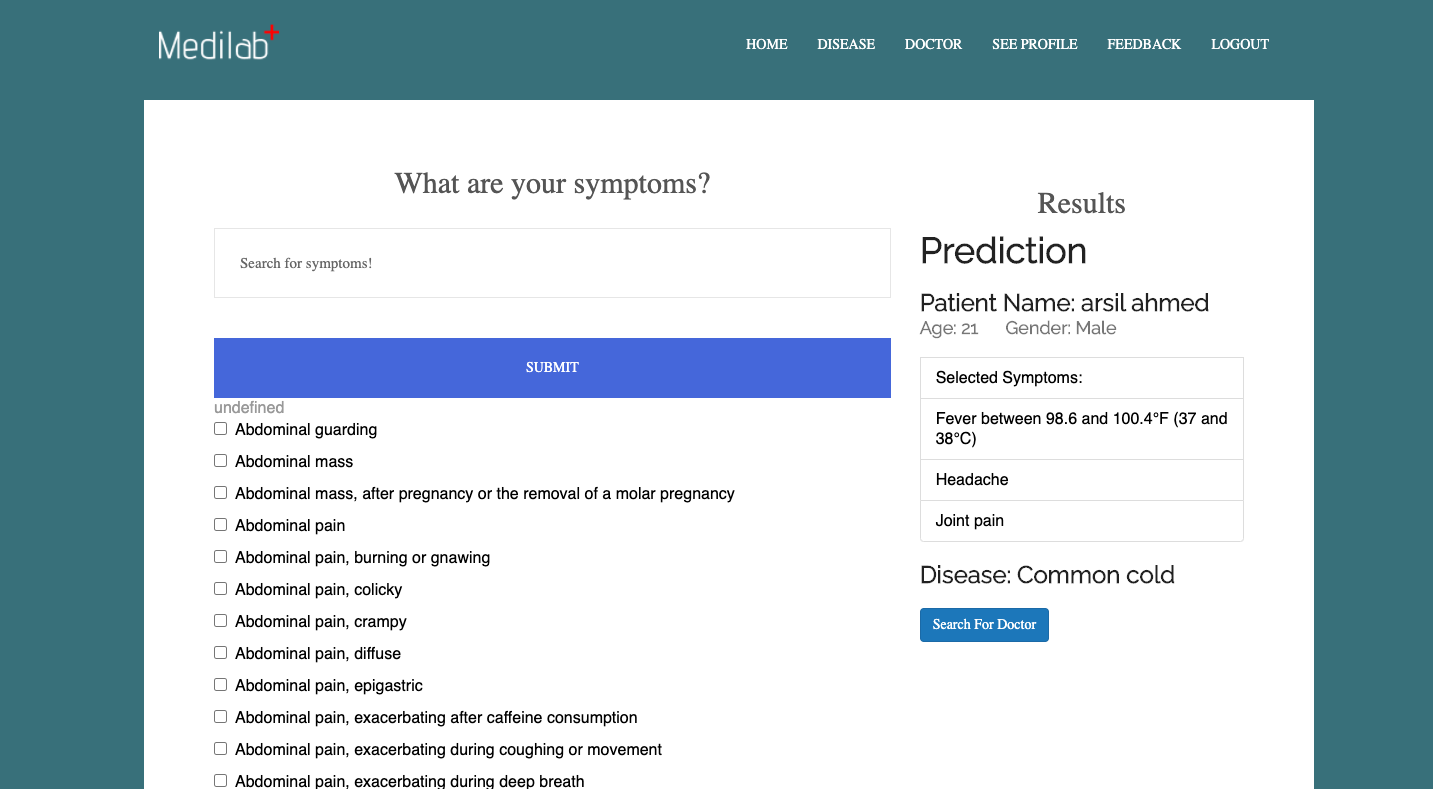 Medilab+
HOME DISEASE DOCTOR SEE PROFILE FEEDBACK LOGOUT
What are your symptoms?
Search for symptoms!
SUBMIT
undefined
Abdominal guarding
Abdominal mass
Abdominal mass, after pregnancy or the removal of a molar pregnancy
Abdominal pain
Abdominal pain, burning or gnawing
Abdominal pain, colicky
Abdominal pain, crampy
Abdominal pain, diffuse
Abdominal pain, epigastric
Abdominal pain, exacerbating after caffeine consumption
Abdominal pain, exacerbating during coughing or movement
Abdominal pain, exacerbating during deep breath
Results
Prediction
Patient Name: arsil ahmed
Age: 21 Gender: Male
Selected Symptoms:
Fever between 98.6 and 100.4°F (37 and
38°C)
Headache
Joint pain
Disease: Common cold
Search For Doctor